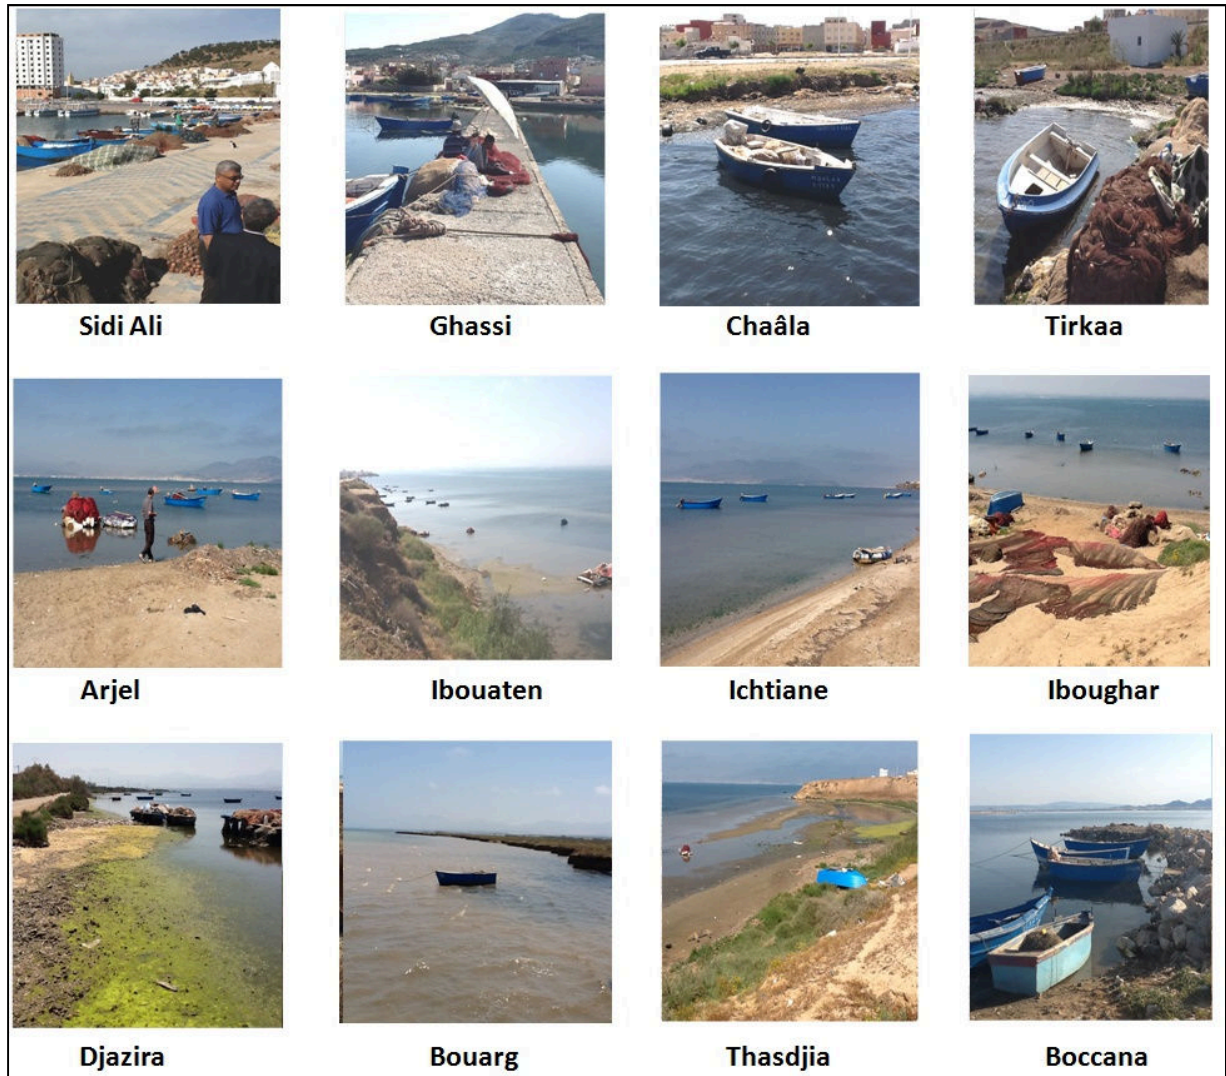 Sidi Ali
Ghassi
Chaâla
Tirkaa
Arjel
Ibouaten
Ichtiane
Iboughar
Djazira
Bouarg
Thasdjia
Boccana